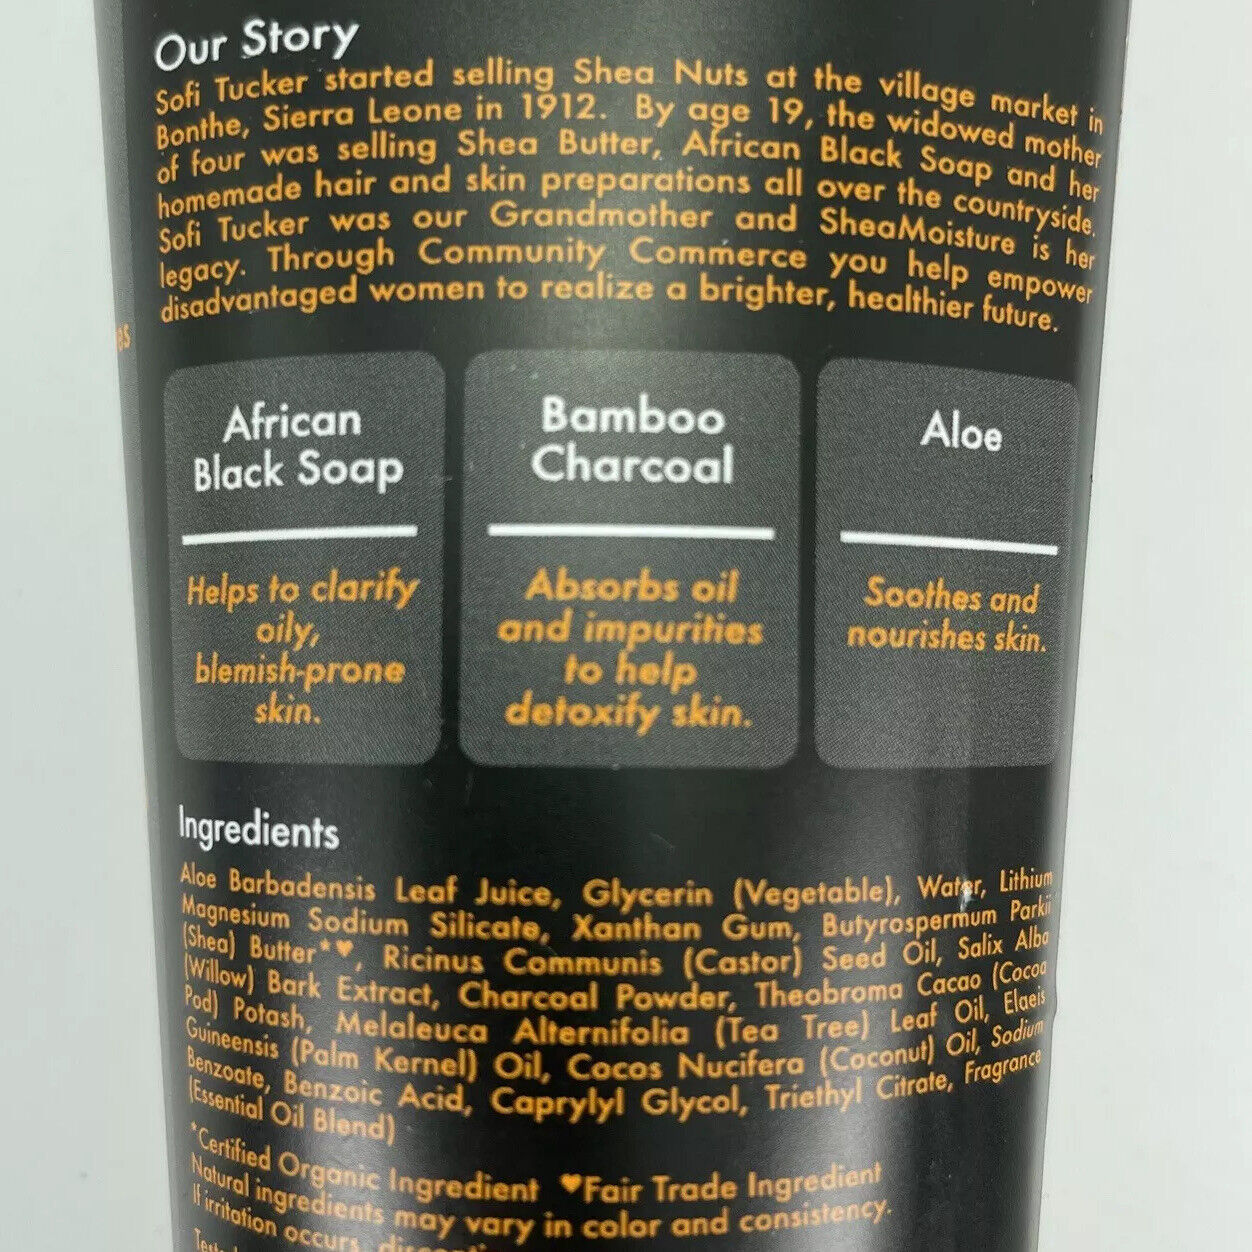 Our Story
Sofi Tucker started selling Shea Nuts at the village market in
Bonthe, Sierra Leone in 1912. By age 19, the widowed mother
of four was selling Shea Butter, African Black Soap and her
homemade hair and skin preparations all over the countryside.
Sofi Tucker was our Grandmother and SheaMoisture is her
legacy. Through Community Commerce you help empower
disadvantaged women to realize a brighter, healthier future.
African
Black Soap
Helps to clarify
oily,
blemish-prone
skin.
Bamboo
Charcoal
Absorbs oil
and impurities
to help
detoxify skin.
Aloe
Soothes and
nourishes skin.
Ingredients
Aloe Barbadensis Leaf Juice, Glycerin (Vegetable), Water, Lithium
Magnesium Sodium Silicate, Xanthan Gum, Butyrospermum Parkii
(Shea) Butter*♥, Ricinus Communis (Castor) Seed Oil, Salix Alba
(Willow) Bark Extract, Charcoal Powder, Theobroma Cacao (Cocoa
Pod) Potash, Melaleuca Alternifolia (Tea Tree) Leaf Oil, Elaeis
Guineensis (Palm Kernel) Oil, Cocos Nucifera (Coconut) Oil, Sodium
Benzoate, Benzoic Acid, Caprylyl Glycol, Triethyl Citrate, Fragrance
(Essential Oil Blend)
*Certified Organic Ingredient ♥Fair Trade Ingredient
Natural ingredients may vary in color and consistency.
If irritation occurs,